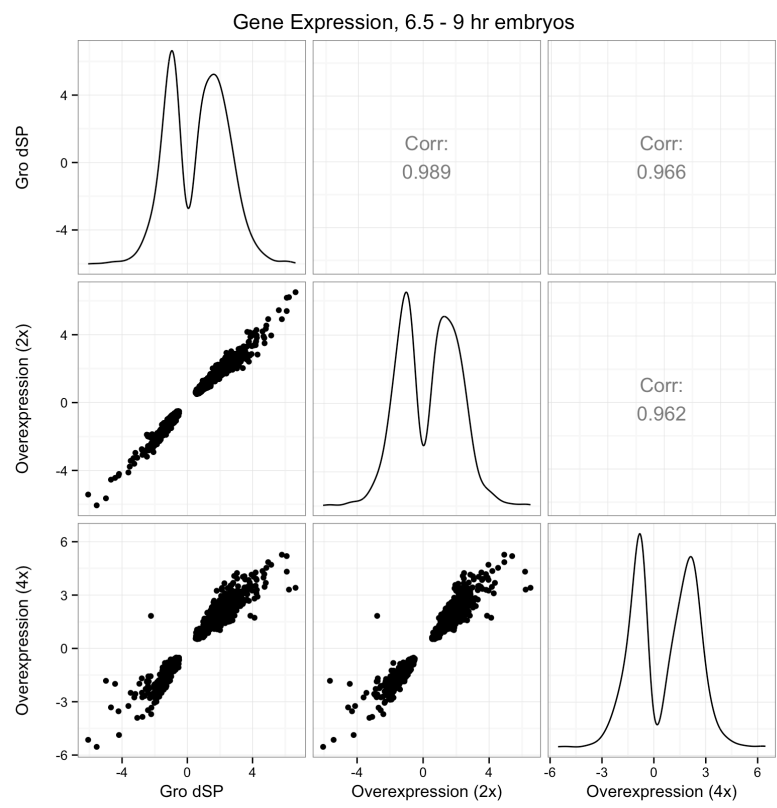 Gene Expression, 6.5 - 9 hr embryos
Gro dSP
4
0
-4
Corr:
0.989
Corr:
0.966
Overexpression (2x)
4
0
-4
Corr:
0.962
Overexpression (4x)
6
3
0
-3
-6
-4
0
4
-4
0
4
-6
-3
0
3
6
Gro dSP
Overexpression (2x)
Overexpression (4x)